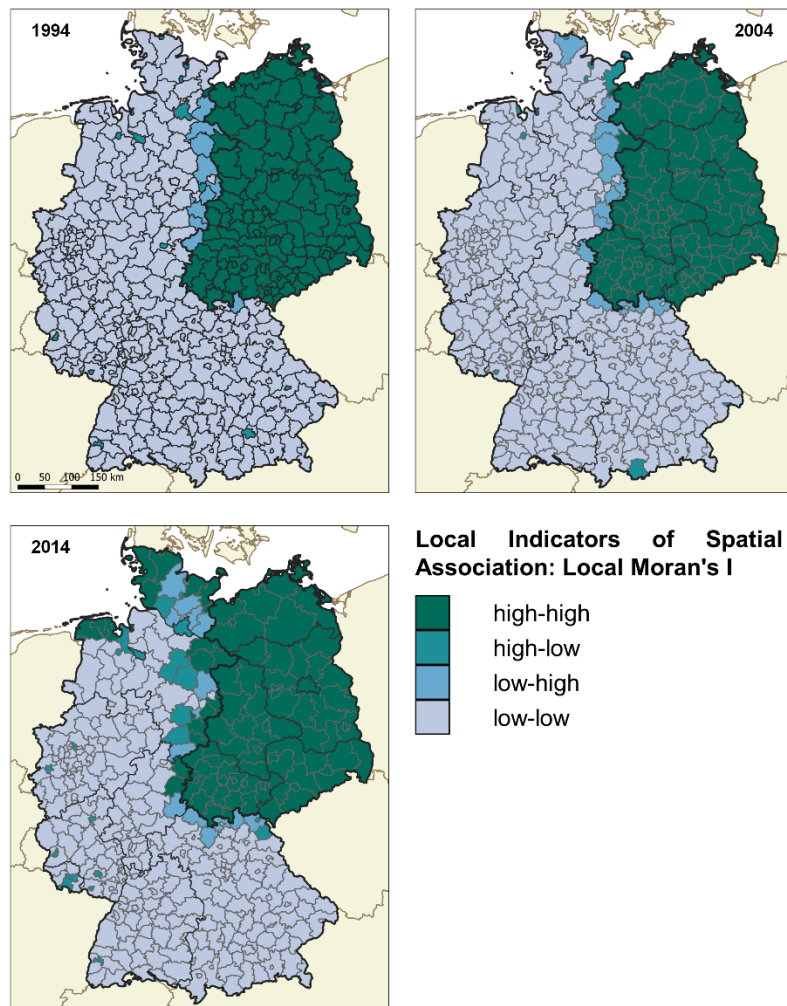 1994
2004
0 50 100 150 km
2014
Local Indicators of Spatial
Association: Local Moran's I
high-high
high-low
low-high
low-low